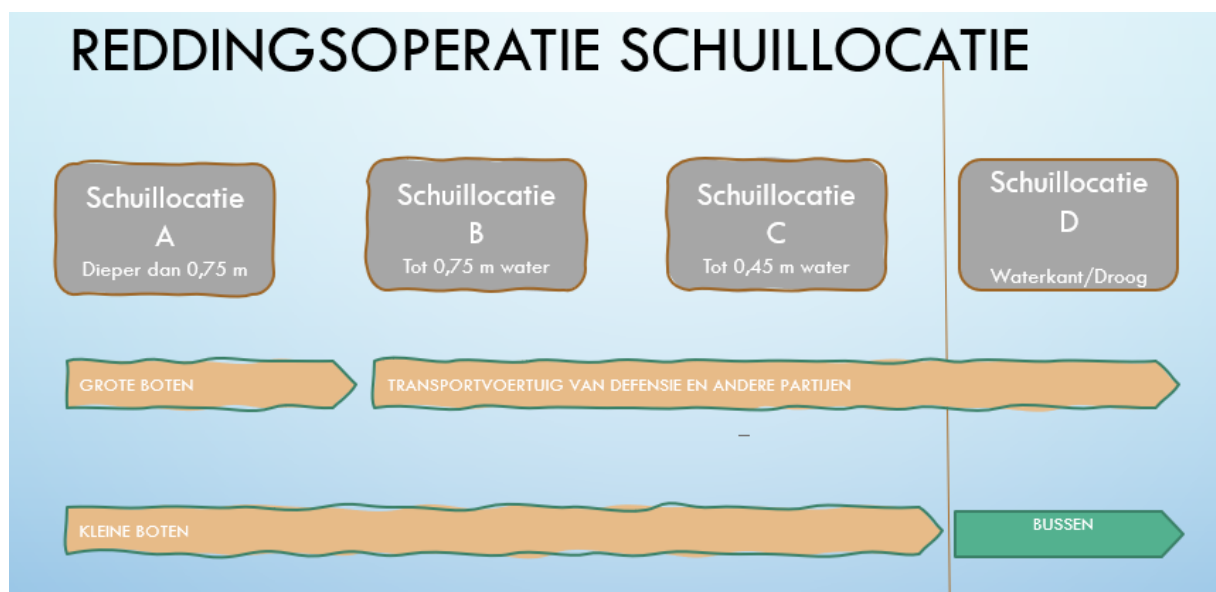 REDDINGSOPERATIE SCHUILLOCATIE
Schuillocatie
A
Dieper dan 0,75 m
Schuillocatie
B
Tot 0,75 m water
Schuillocatie
C
Tot 0,45 m water
Schuillocatie
D
Waterkant/Droog
GROTE BOTEN
TRANSPORTVOERTUIG VAN DEFENSIE EN ANDERE PARTIJEN
KLEINE BOTEN
BUSSEN